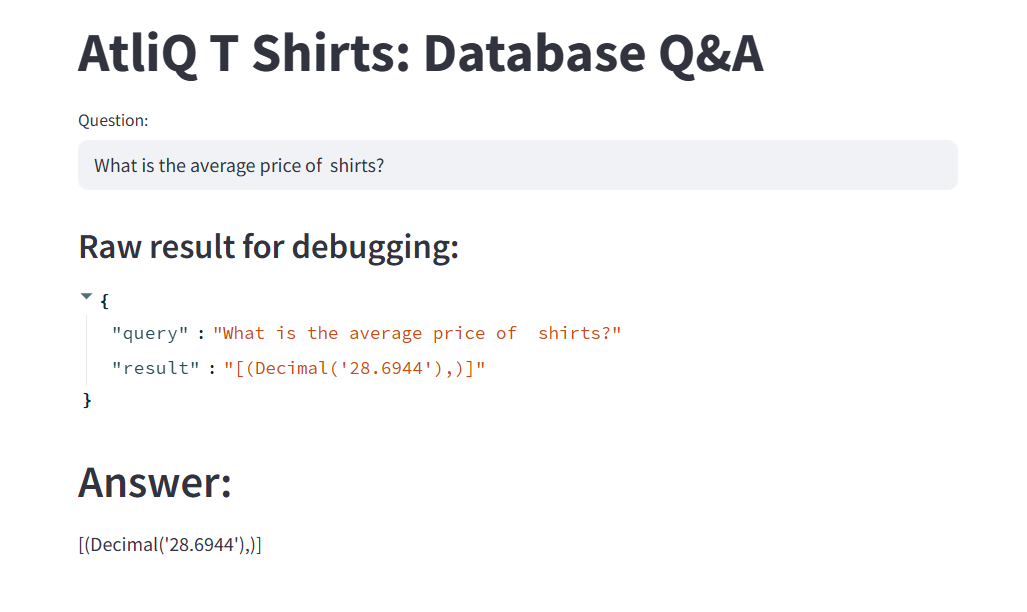 AtliQ T Shirts: Database Q&A
Question:
What is the average price of  shirts?
Raw result for debugging:
{
"query" : "What is the average price of  shirts?"
"result" : "[(Decimal('28.6944'),)]"
}
Answer:
[(Decimal('28.6944'),)]